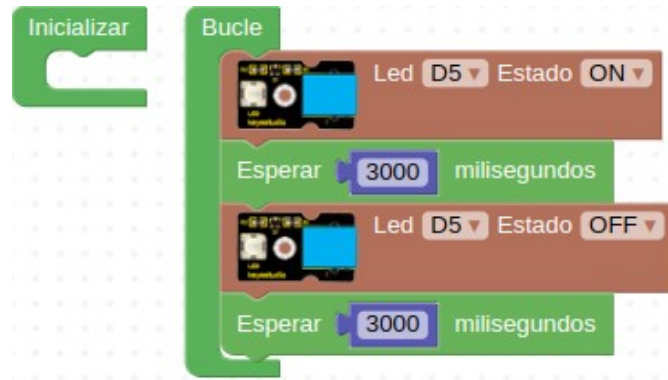 Inicializar
Bucle
Led D5 Estado ON
Esperar 3000 milisegundos
Led D5 Estado OFF
Esperar 3000 milisegundos